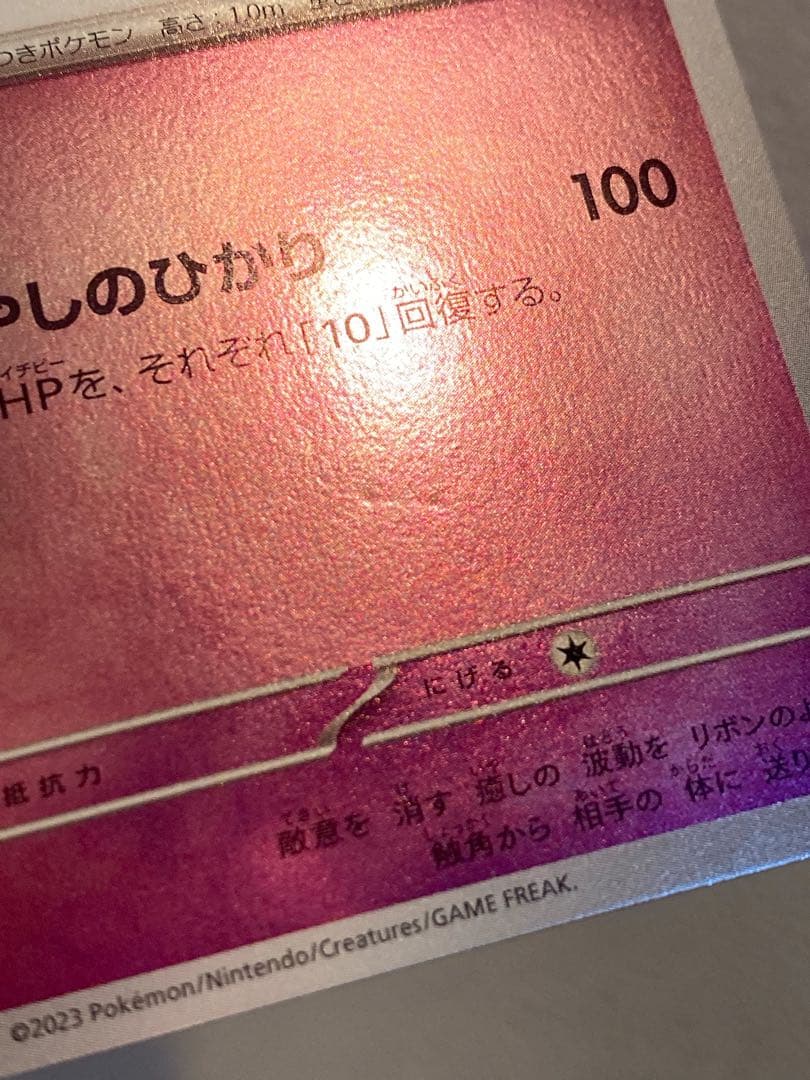 つきポケモン 高さ:1.0m
やしのひかり 100
HPを、それぞれ「10」回復する。
イチピー
かいふく
抵抗力 にげる
敵意を 消す 癒しの 波動を リボンの
触角から 相手の 体に 送り
てきい け いや はどう
しょっかく あいて からだ おく
©2023 Pokémon/Nintendo/Creatures/GAME FREAK.